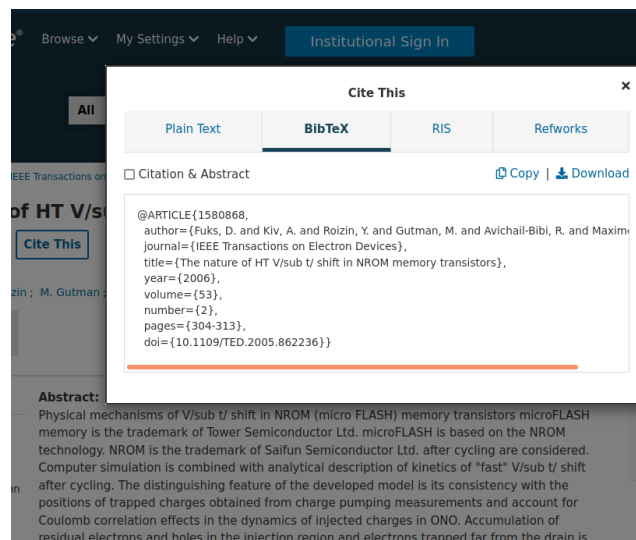 e®
Browse My Settings Help Institutional Sign In
All
Cite This
×
Plain Text BibTeX RIS Refworks
Citation & Abstract Copy | Download
@ARTICLE{1580868,
author={Fuks, D. and Kiv, A. and Roizin, Y. and Gutman, M. and Avichail-Bibi, R. and Maximo
journal={IEEE Transactions on Electron Devices},
title={The nature of HT V/sub t/ shift in NROM memory transistors},
year={2006},
volume={53},
number={2},
pages={304-313},
doi={10.1109/TED.2005.862236}}
IEEE Transactions on
of HT V/s
Cite This
zin ; M. Gutman ;
Abstract:
Physical mechanisms of V/sub t/ shift in NROM (micro FLASH) memory transistors microFLASH
memory is the trademark of Tower Semiconductor Ltd. microFLASH is based on the NROM
technology. NROM is the trademark of Saifun Semiconductor Ltd. after cycling are considered.
Computer simulation is combined with analytical description of kinetics of "fast" V/sub t/ shift
on
after cycling. The distinguishing feature of the developed model is its consistency with the
positions of trapped charges obtained from charge pumping measurements and account for
Coulomb correlation effects in the dynamics of injected charges in ONO. Accumulation of
residual electrons and holes in the injection region and electrons trapped far from the drain is